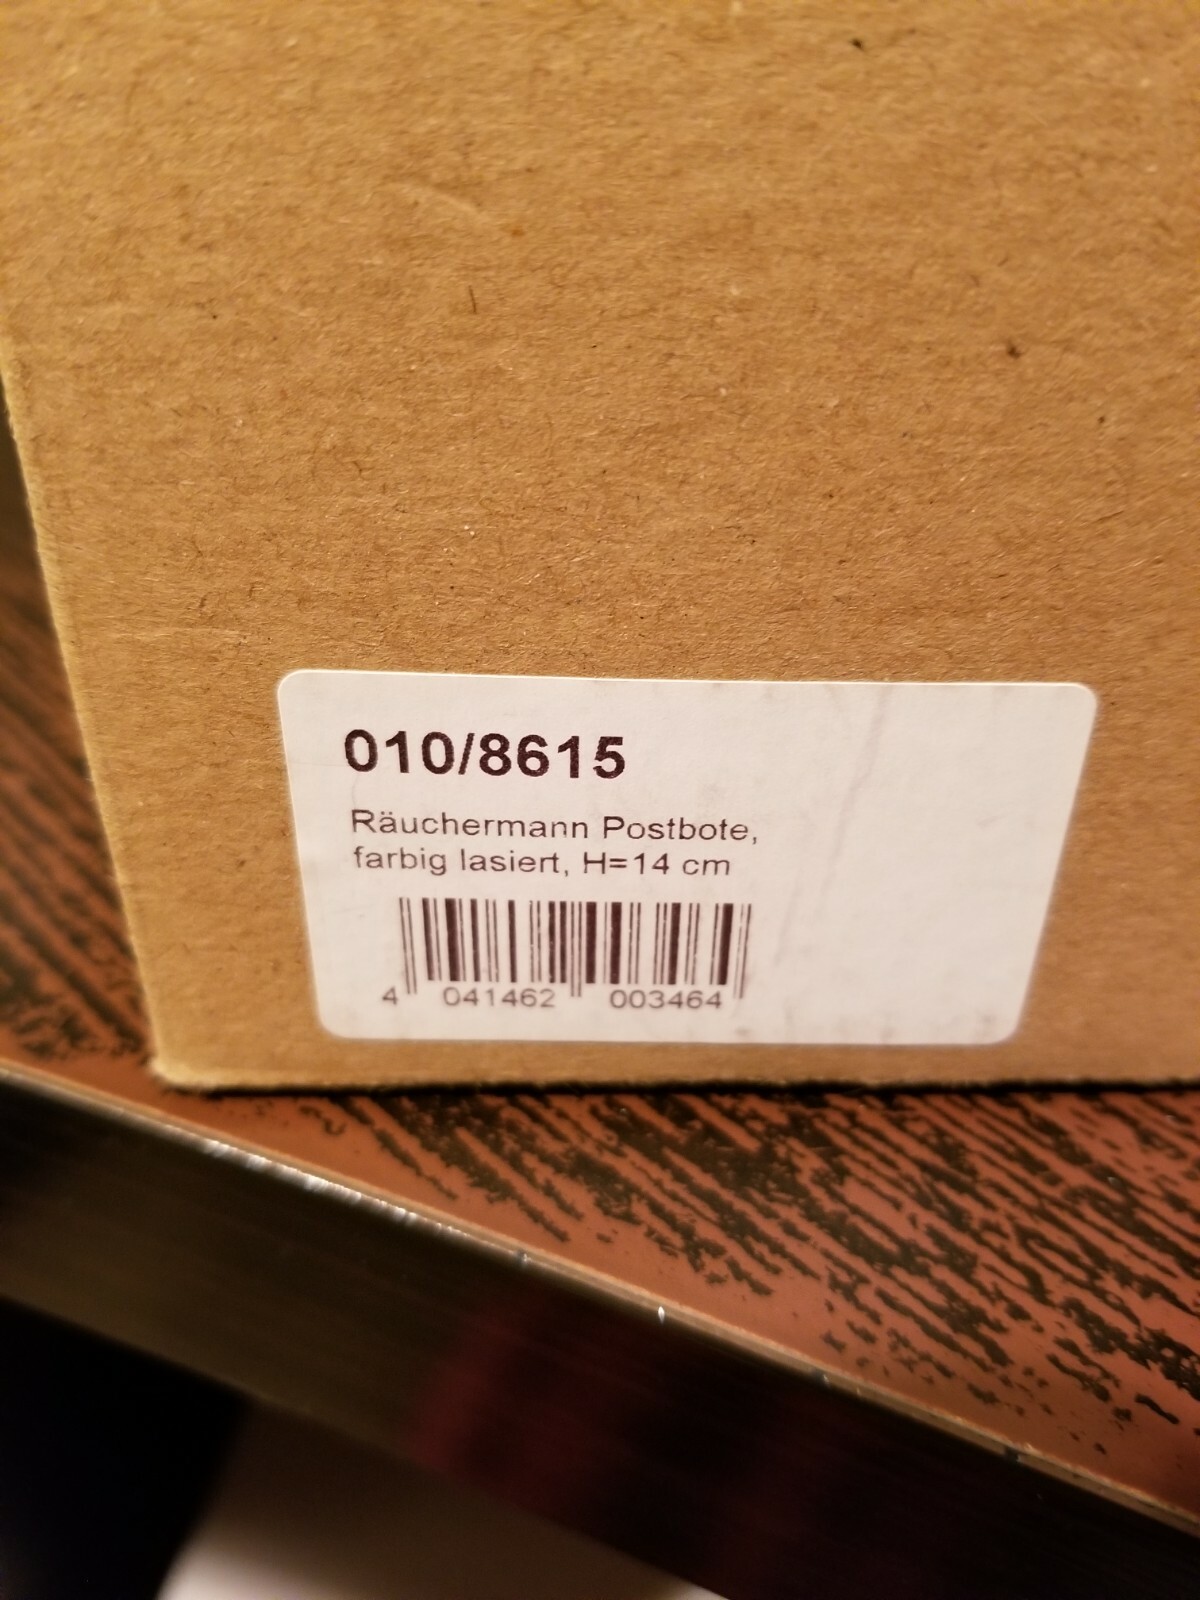 010/8615
Räuchermann Postbote,
farbig lasiert, H=14 cm
4 041462 003464